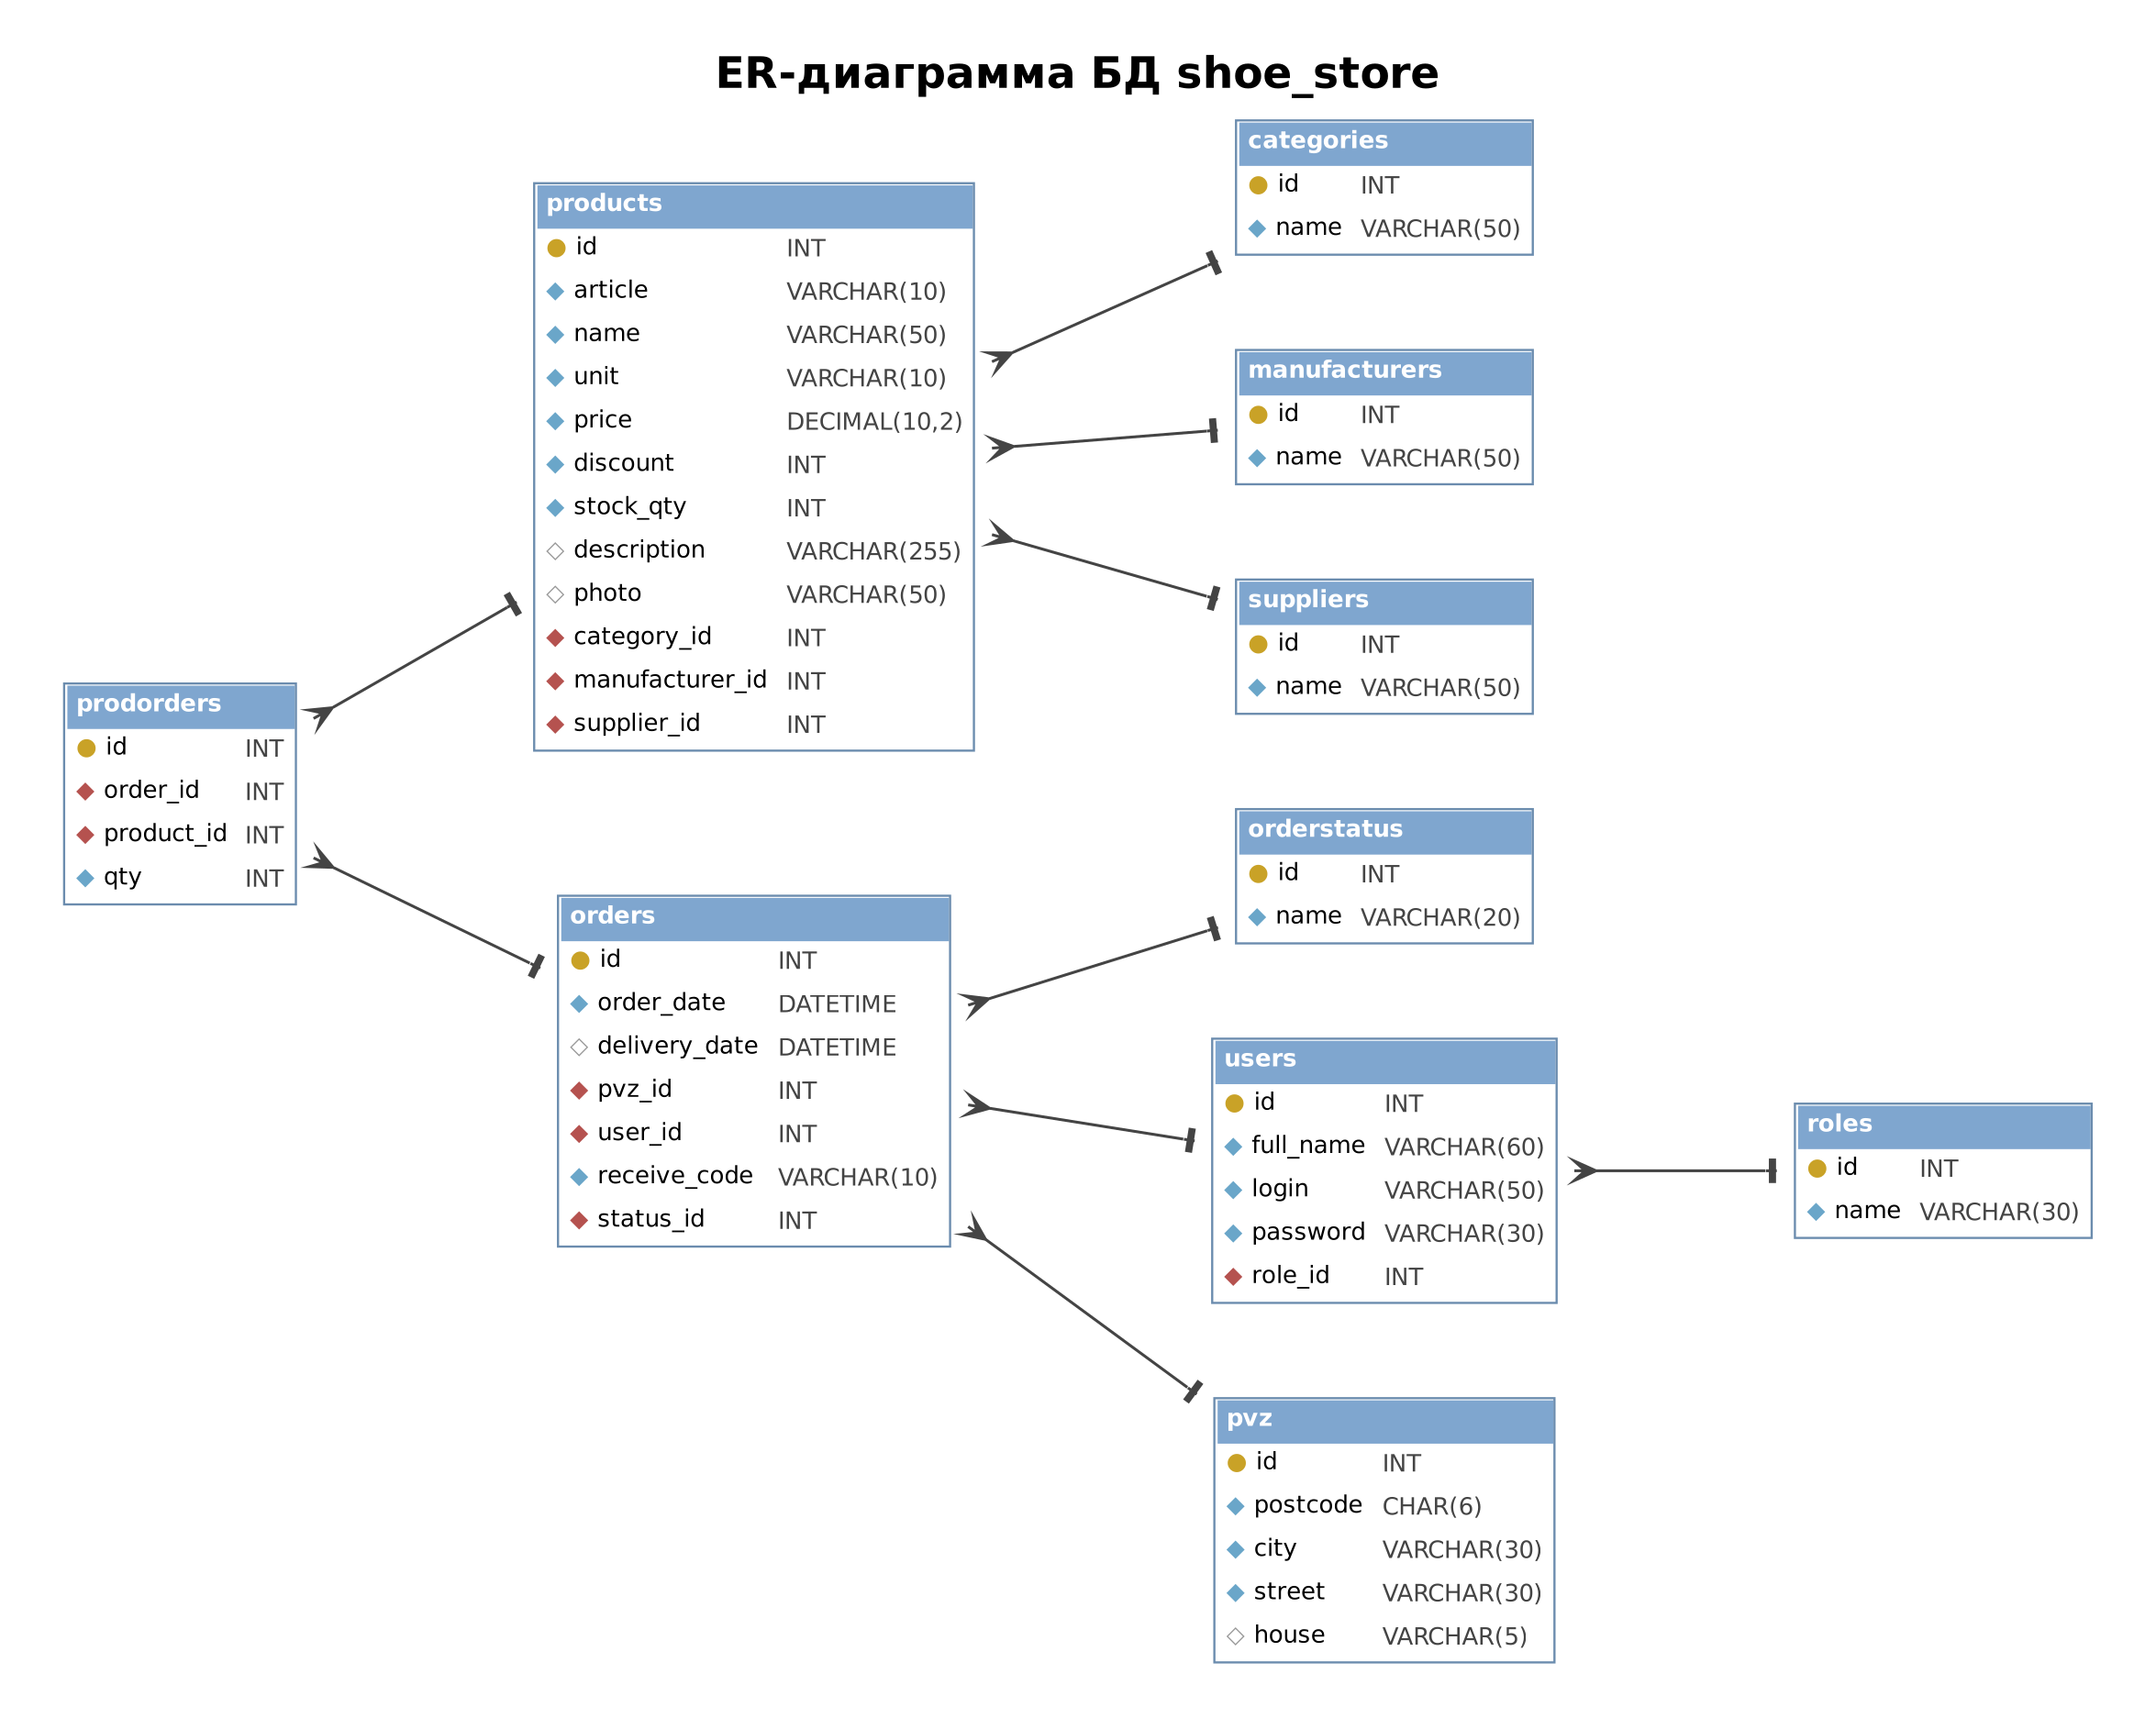 ER-диаграмма БД shoe_store
categories
id INT
name VARCHAR(50)
products
id INT
article VARCHAR(10)
name VARCHAR(50)
unit VARCHAR(10)
price DECIMAL(10,2)
discount INT
stock_qty INT
description VARCHAR(255)
photo VARCHAR(50)
category_id INT
manufacturer_id INT
supplier_id INT
manufacturers
id INT
name VARCHAR(50)
suppliers
id INT
name VARCHAR(50)
prodorders
id INT
order_id INT
product_id INT
qty INT
orderstatus
id INT
name VARCHAR(20)
orders
id INT
order_date DATETIME
delivery_date DATETIME
pvz_id INT
user_id INT
receive_code VARCHAR(10)
status_id INT
users
id INT
full_name VARCHAR(60)
login VARCHAR(50)
password VARCHAR(30)
role_id INT
roles
id INT
name VARCHAR(30)
pvz
id INT
postcode CHAR(6)
city VARCHAR(30)
street VARCHAR(30)
house VARCHAR(5)